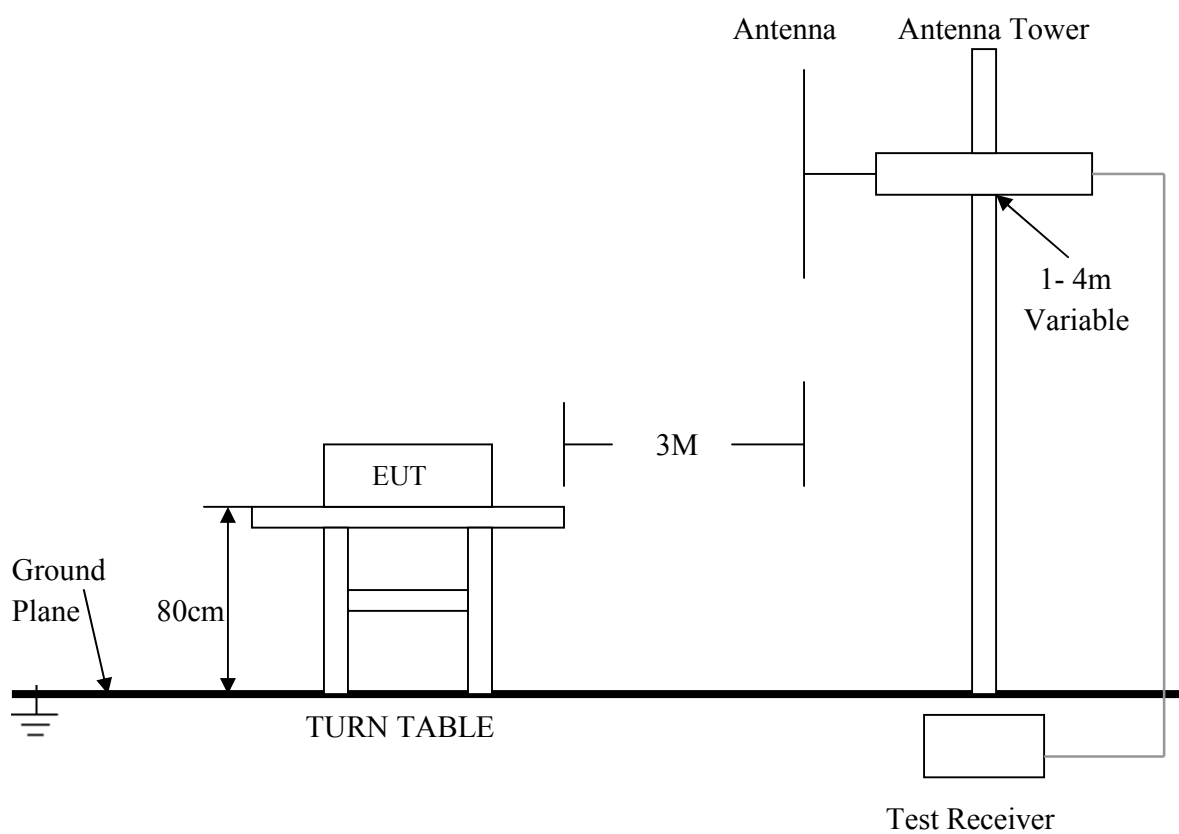 Antenna
Antenna Tower
1- 4m
Variable
3M
EUT
Ground
Plane
80cm
TURN TABLE
Test Receiver